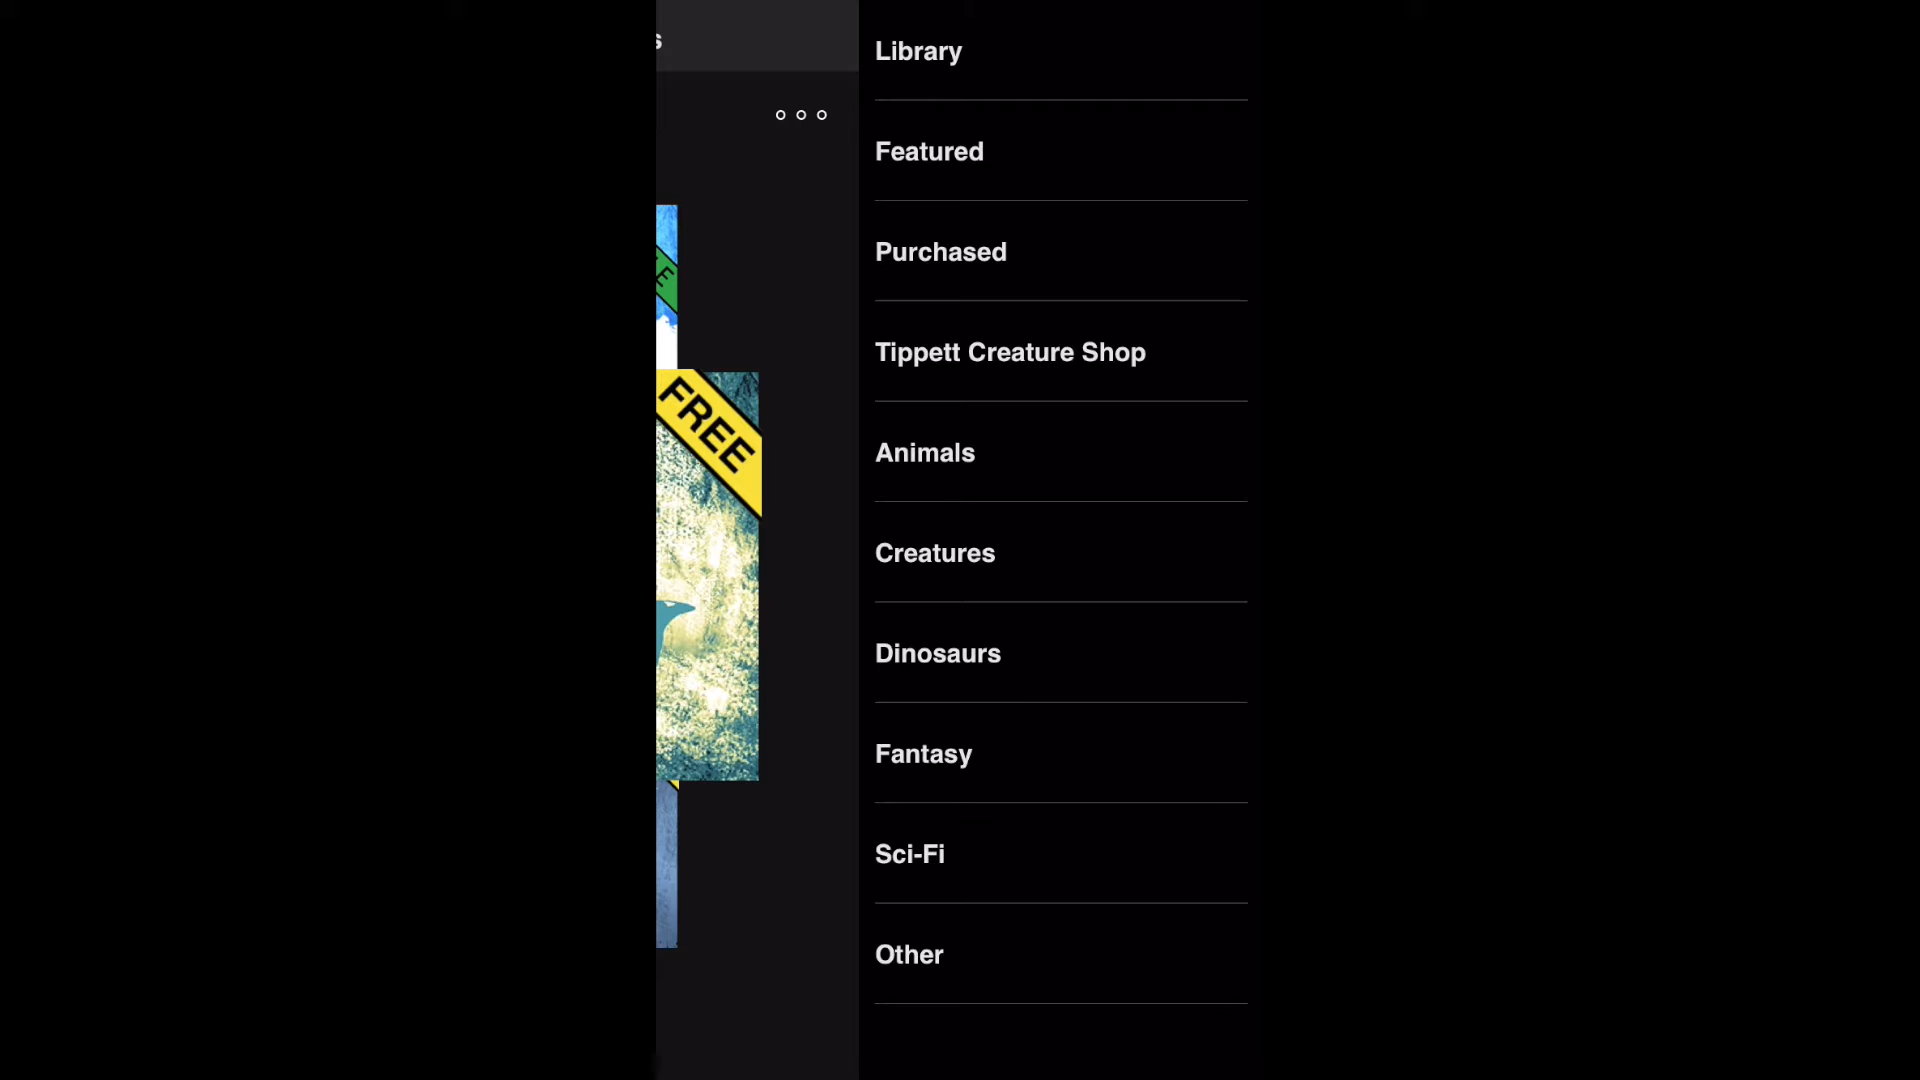 Library
Featured
FREE
Purchased
Tippett Creature Shop
Animals
Creatures
Dinosaurs
Fantasy
Sci-Fi
Other